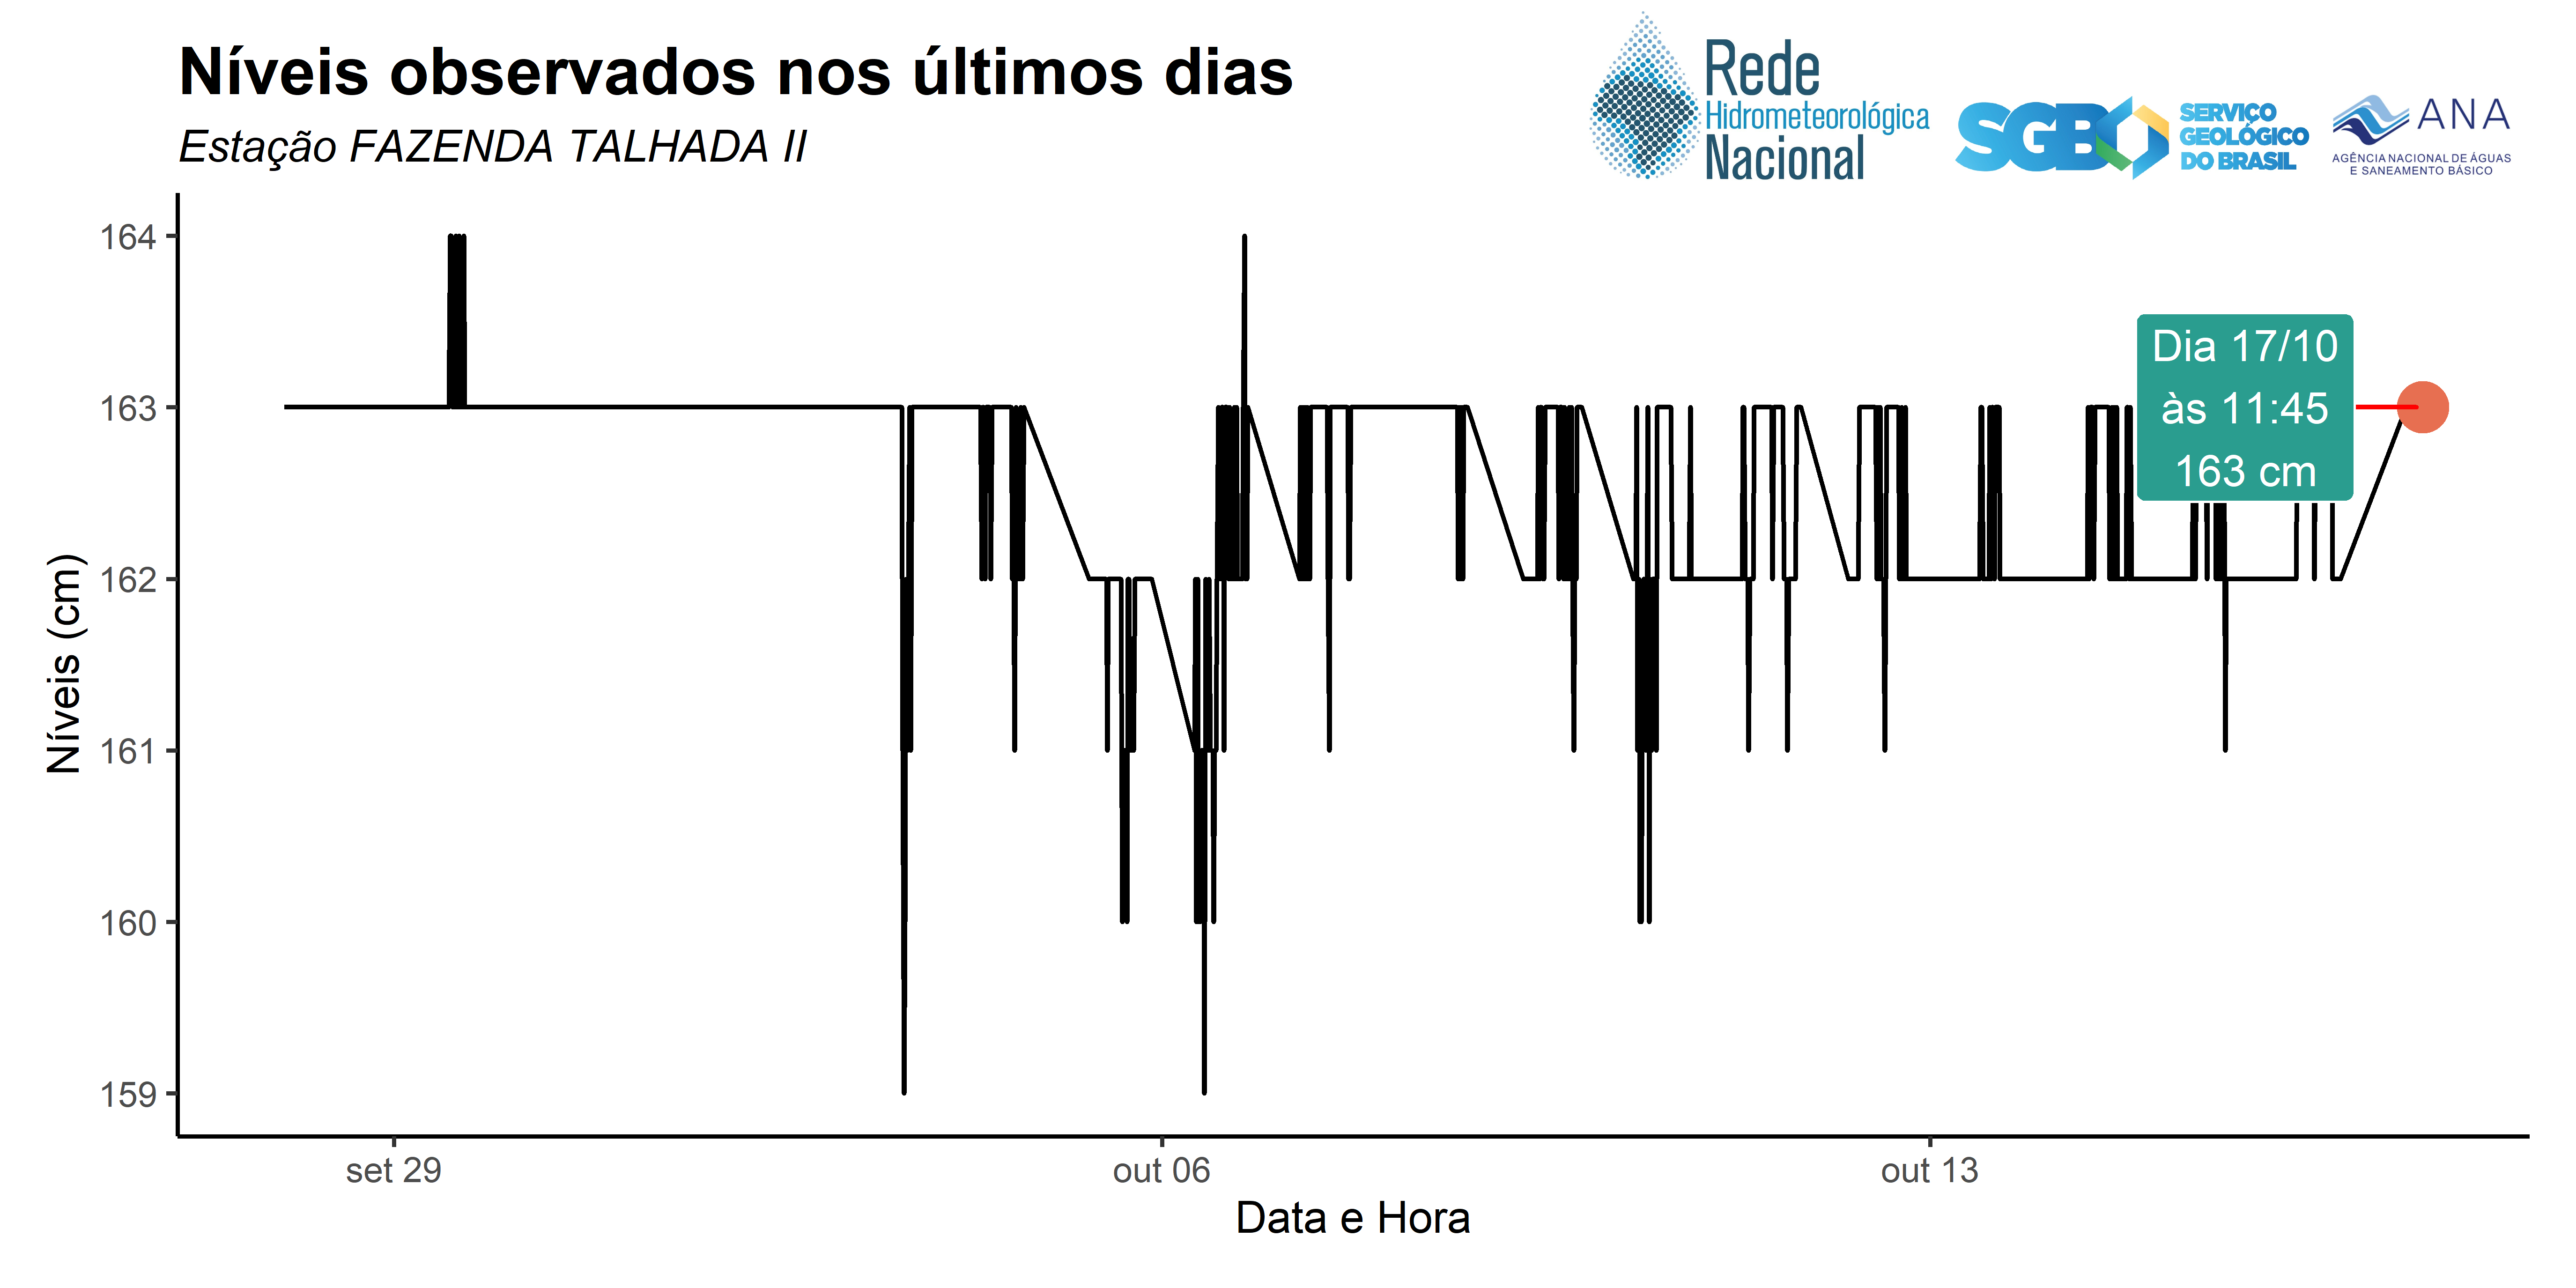 Níveis observados nos últimos dias
Estação FAZENDA TALHADA II
Rede
Hidrometeorológica
Nacional
SGB
SERVIÇO
GEOLÓGICO
DO BRASIL
ANA
AGÊNCIA NACIONAL DE ÁGUAS
E SANEAMENTO BÁSICO
Níveis (cm)
164
163
162
161
160
159
Dia 17/10
às 11:45
163 cm
set 29
out 06
out 13
Data e Hora